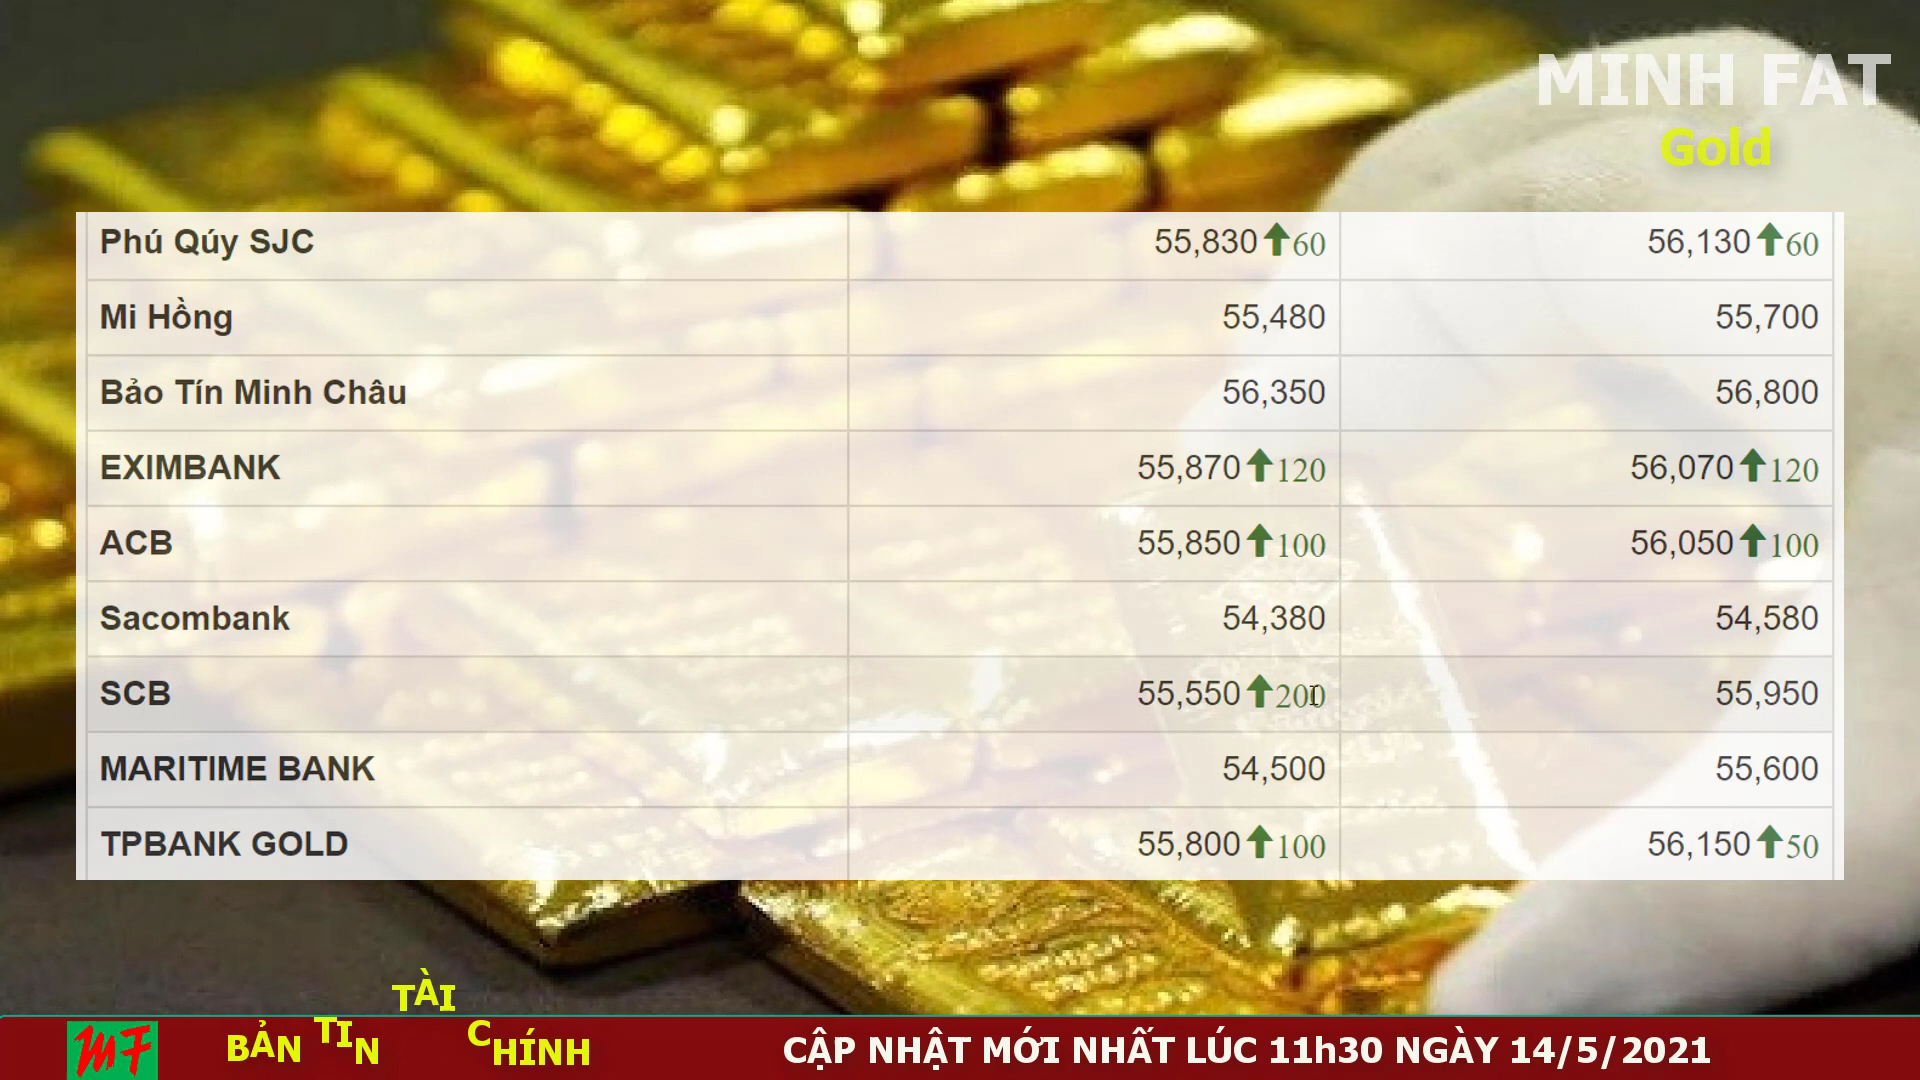 MINH FAT
Gold
Phú Qúy SJC 55,830 ⬆60 56,130 ⬆60
Mi Hồng 55,480 55,700
Bảo Tín Minh Châu 56,350 56,800
EXIMBANK 55,870 ⬆120 56,070 ⬆120
ACB 55,850 ⬆100 56,050 ⬆100
Sacombank 54,380 54,580
SCB 55,550 ⬆200 55,950
MARITIME BANK 54,500 55,600
TPBANK GOLD 55,800 ⬆100 56,150 ⬆50
MF BẢN TIN TÀI CHÍNH CẬP NHẬT MỚI NHẤT LÚC 11h30 NGÀY 14/5/2021